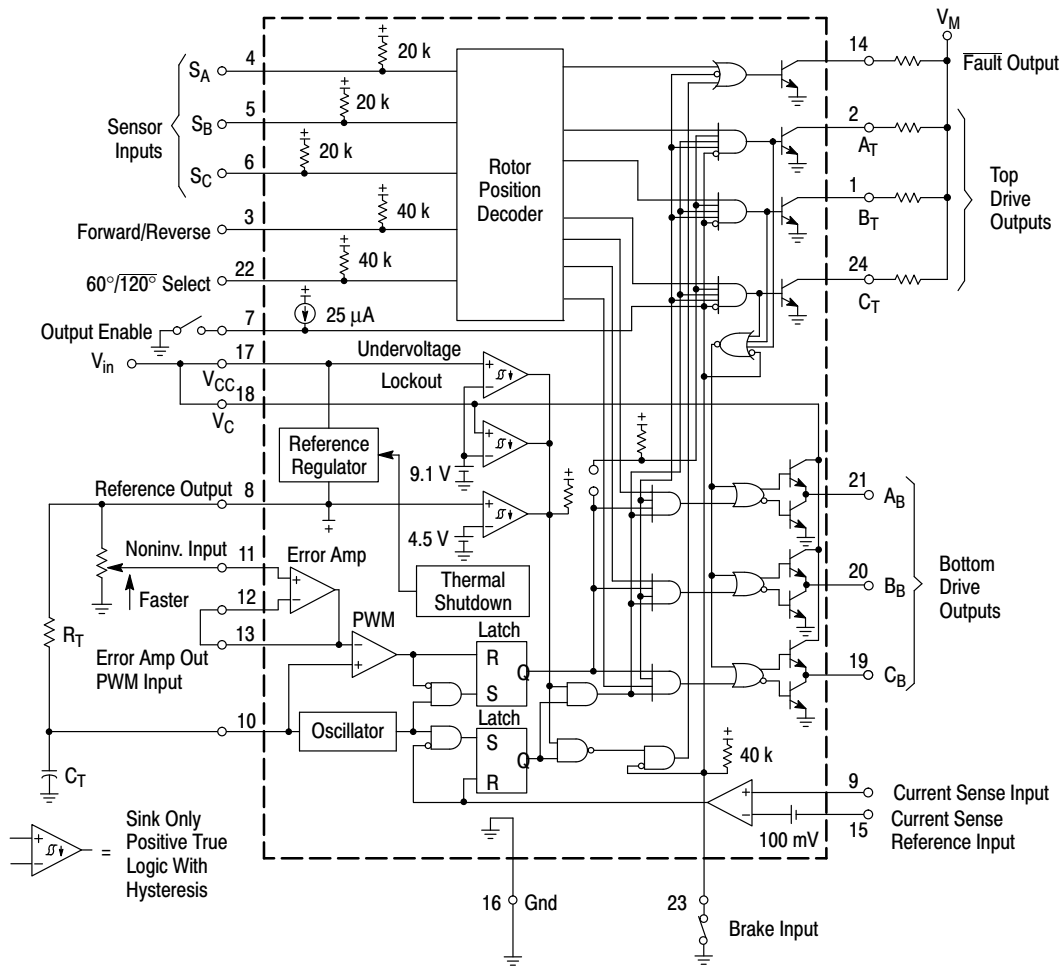 V_M
14
Fault Output
4
S_A
20 k
5
S_B
20 k
2
A_T
Sensor
Inputs
6
S_C
20 k
Rotor
Position
Decoder
1
B_T
Top
Drive
Outputs
3
Forward/Reverse
40 k
22
60°/120° Select
40 k
24
C_T
7
Output Enable
25 μA
V_in
17
V_CC
Undervoltage
Lockout
18
V_C
Reference
Regulator
9.1 V
21
A_B
Reference Output
8
4.5 V
Noninv. Input
11
Error Amp
Faster
12
Thermal
Shutdown
20
B_B
Bottom
Drive
Outputs
R_T
13
PWM
Latch
Error Amp Out
PWM Input
R
Q
S
19
C_B
10
Oscillator
Latch
S
Q
R
40 k
C_T
9
Current Sense Input
100 mV
15
Current Sense
Reference Input
=
Sink Only
Positive True
Logic With
Hysteresis
16
Gnd
23
Brake Input